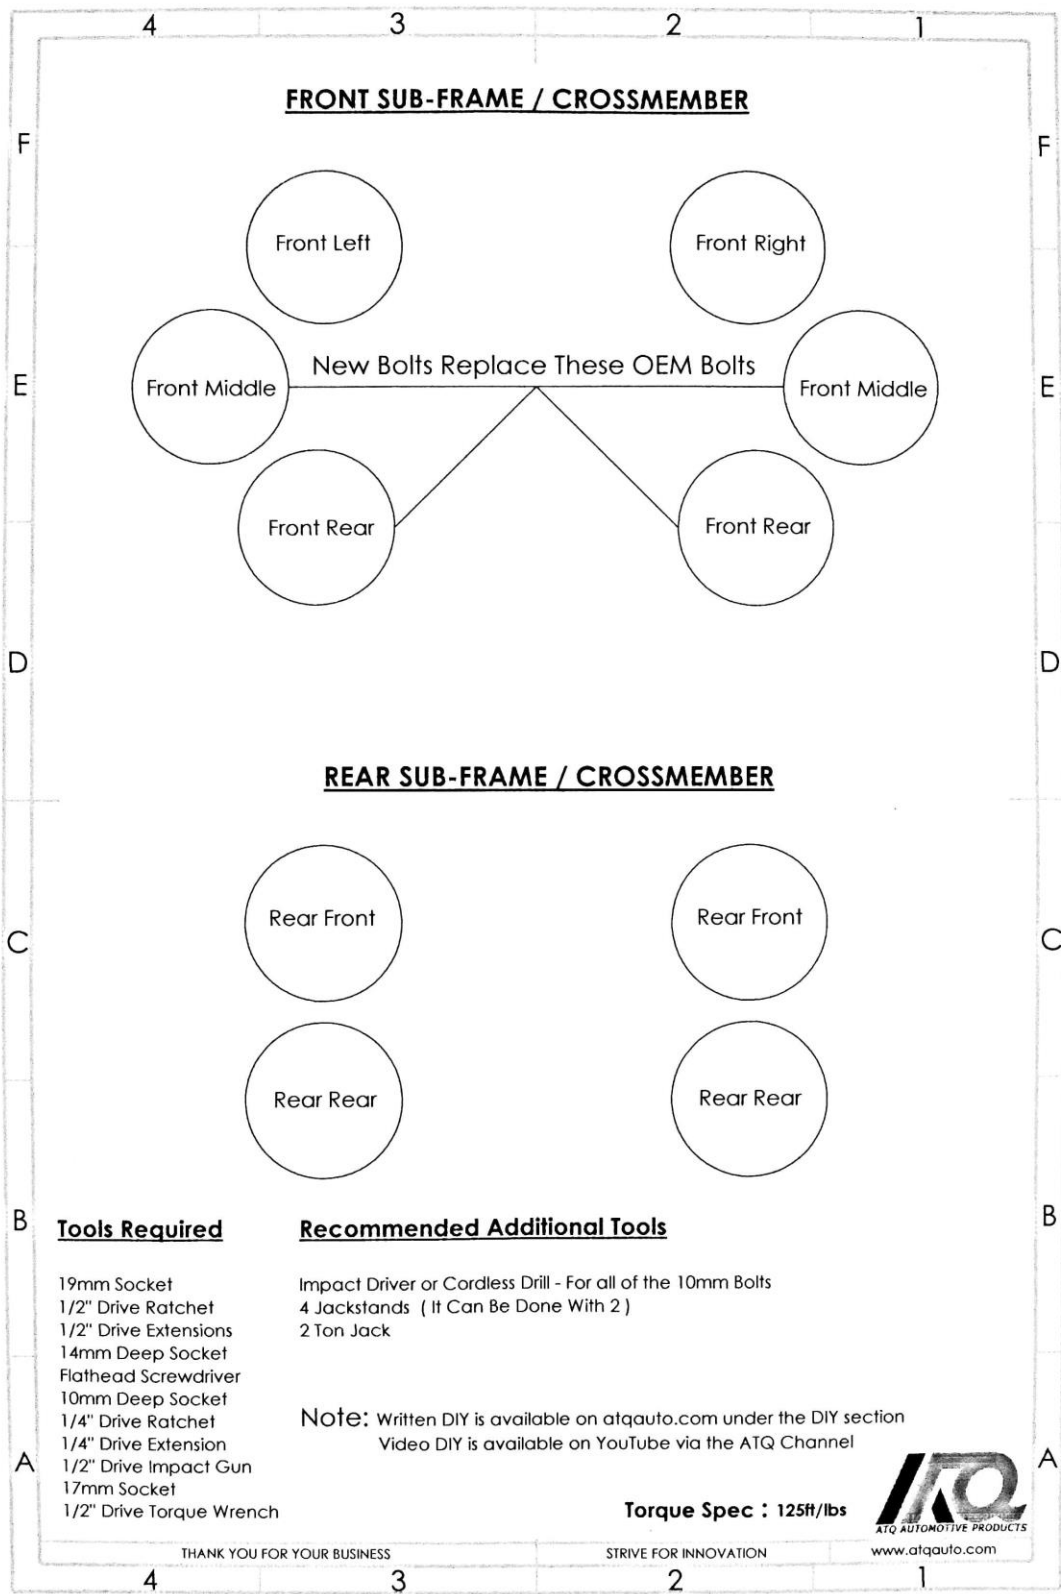 4 3 2 1
FRONT SUB-FRAME / CROSSMEMBER
F F
Front Left Front Right
New Bolts Replace These OEM Bolts
E Front Middle Front Middle E
Front Rear Front Rear
D D
REAR SUB-FRAME / CROSSMEMBER
Rear Front Rear Front
C C
Rear Rear Rear Rear
B B
Tools Required
19mm Socket
1/2" Drive Ratchet
1/2" Drive Extensions
14mm Deep Socket
Flathead Screwdriver
10mm Deep Socket
1/4" Drive Ratchet
1/4" Drive Extension
1/2" Drive Impact Gun
17mm Socket
1/2" Drive Torque Wrench
Recommended Additional Tools
Impact Driver or Cordless Drill - For all of the 10mm Bolts
4 Jackstands ( It Can Be Done With 2 )
2 Ton Jack
Note: Written DIY is available on atqauto.com under the DIY section
Video DIY is available on YouTube via the ATQ Channel
A A
Torque Spec : 125ft/lbs
ATQ
ATQ AUTOMOTIVE PRODUCTS
www.atqauto.com
THANK YOU FOR YOUR BUSINESS STRIVE FOR INNOVATION
4 3 2 1